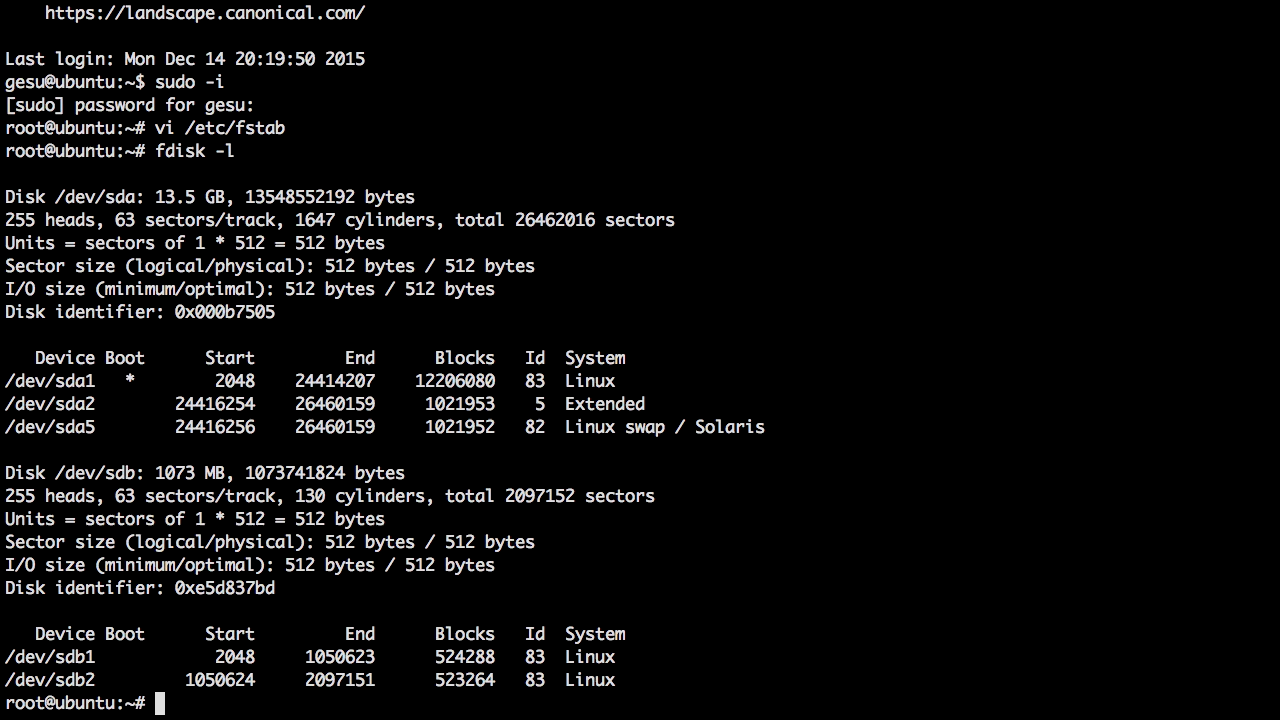 https://landscape.canonical.com/
Last login: Mon Dec 14 20:19:50 2015
gesu@ubuntu:~$ sudo -i
[sudo] password for gesu:
root@ubuntu:~# vi /etc/fstab
root@ubuntu:~# fdisk -l
Disk /dev/sda: 13.5 GB, 13548552192 bytes
255 heads, 63 sectors/track, 1647 cylinders, total 26462016 sectors
Units = sectors of 1 * 512 = 512 bytes
Sector size (logical/physical): 512 bytes / 512 bytes
I/O size (minimum/optimal): 512 bytes / 512 bytes
Disk identifier: 0x000b7505
Device Boot      Start         End      Blocks   Id  System
/dev/sda1   *        2048    24414207    12206080   83  Linux
/dev/sda2        24416254    26460159     1021953    5  Extended
/dev/sda5        24416256    26460159     1021952   82  Linux swap / Solaris
Disk /dev/sdb: 1073 MB, 1073741824 bytes
255 heads, 63 sectors/track, 130 cylinders, total 2097152 sectors
Units = sectors of 1 * 512 = 512 bytes
Sector size (logical/physical): 512 bytes / 512 bytes
I/O size (minimum/optimal): 512 bytes / 512 bytes
Disk identifier: 0xe5d837bd
Device Boot      Start         End      Blocks   Id  System
/dev/sdb1            2048     1050623      524288   83  Linux
/dev/sdb2         1050624     2097151      523264   83  Linux
root@ubuntu:~#